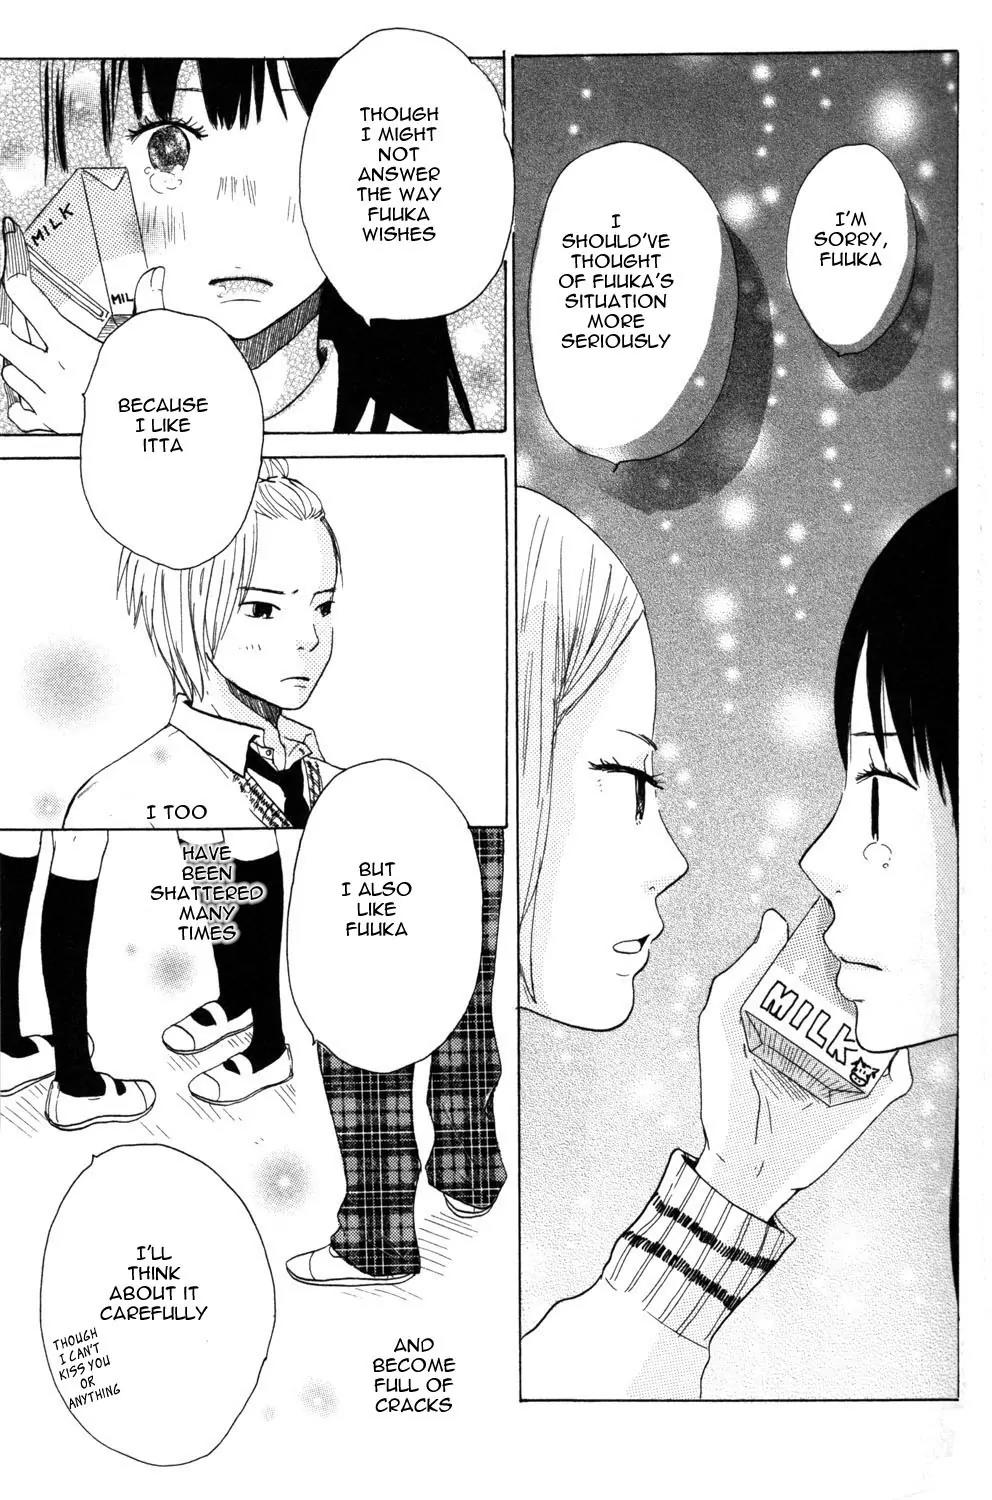 I'M
SORRY,
FUUKA
I
SHOULD'VE
THOUGHT
OF FUUKA'S
SITUATION
MORE
SERIOUSLY
MILK
THOUGH
I MIGHT
NOT
ANSWER
THE WAY
FUUKA
WISHES
MILK
MIL
BECAUSE
I LIKE
ITTA
I TOO
BUT
I ALSO
LIKE
FUUKA
HAVE
BEEN
SHATTERED
MANY
TIMES
I'LL
THINK
ABOUT IT
CAREFULLY
THOUGH
I CAN'T
KISS YOU
OR
ANYTHING
AND
BECOME
FULL OF
CRACKS